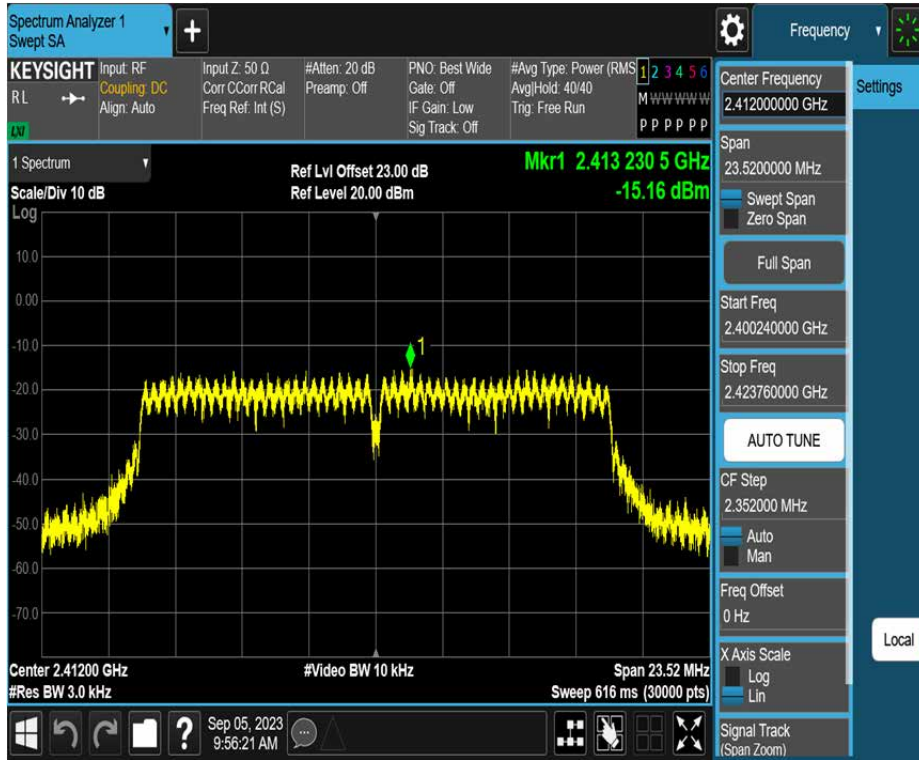 Spectrum Analyzer 1
Swept SA
+
Frequency
KEYSIGHT
RL
LXI
Input: RF
Coupling: DC
Align: Auto
Input Z: 50 Ω
Corr CCorr RCal
Freq Ref: Int (S)
#Atten: 20 dB
Preamp: Off
PNO: Best Wide
Gate: Off
IF Gain: Low
Sig Track: Off
#Avg Type: Power (RMS
Avg|Hold: 40/40
Trig: Free Run
1 2 3 4 5 6
M W W W W W
P P P P P P
1 Spectrum
Scale/Div 10 dB
Log
Ref Lvl Offset 23.00 dB
Ref Level 20.00 dBm
Mkr1 2.413 230 5 GHz
-15.16 dBm
10.0
0.00
-10.0
-20.0
-30.0
-40.0
-50.0
-60.0
-70.0
1
Center 2.41200 GHz
#Res BW 3.0 kHz
#Video BW 10 kHz
Span 23.52 MHz
Sweep 616 ms (30000 pts)
?
Sep 05, 2023
9:56:21 AM
Center Frequency
2.412000000 GHz
Span
23.5200000 MHz
Swept Span
Zero Span
Full Span
Start Freq
2.400240000 GHz
Stop Freq
2.423760000 GHz
AUTO TUNE
CF Step
2.352000 MHz
Auto
Man
Freq Offset
0 Hz
X Axis Scale
Log
Lin
Signal Track
(Span Zoom)
Settings
Local